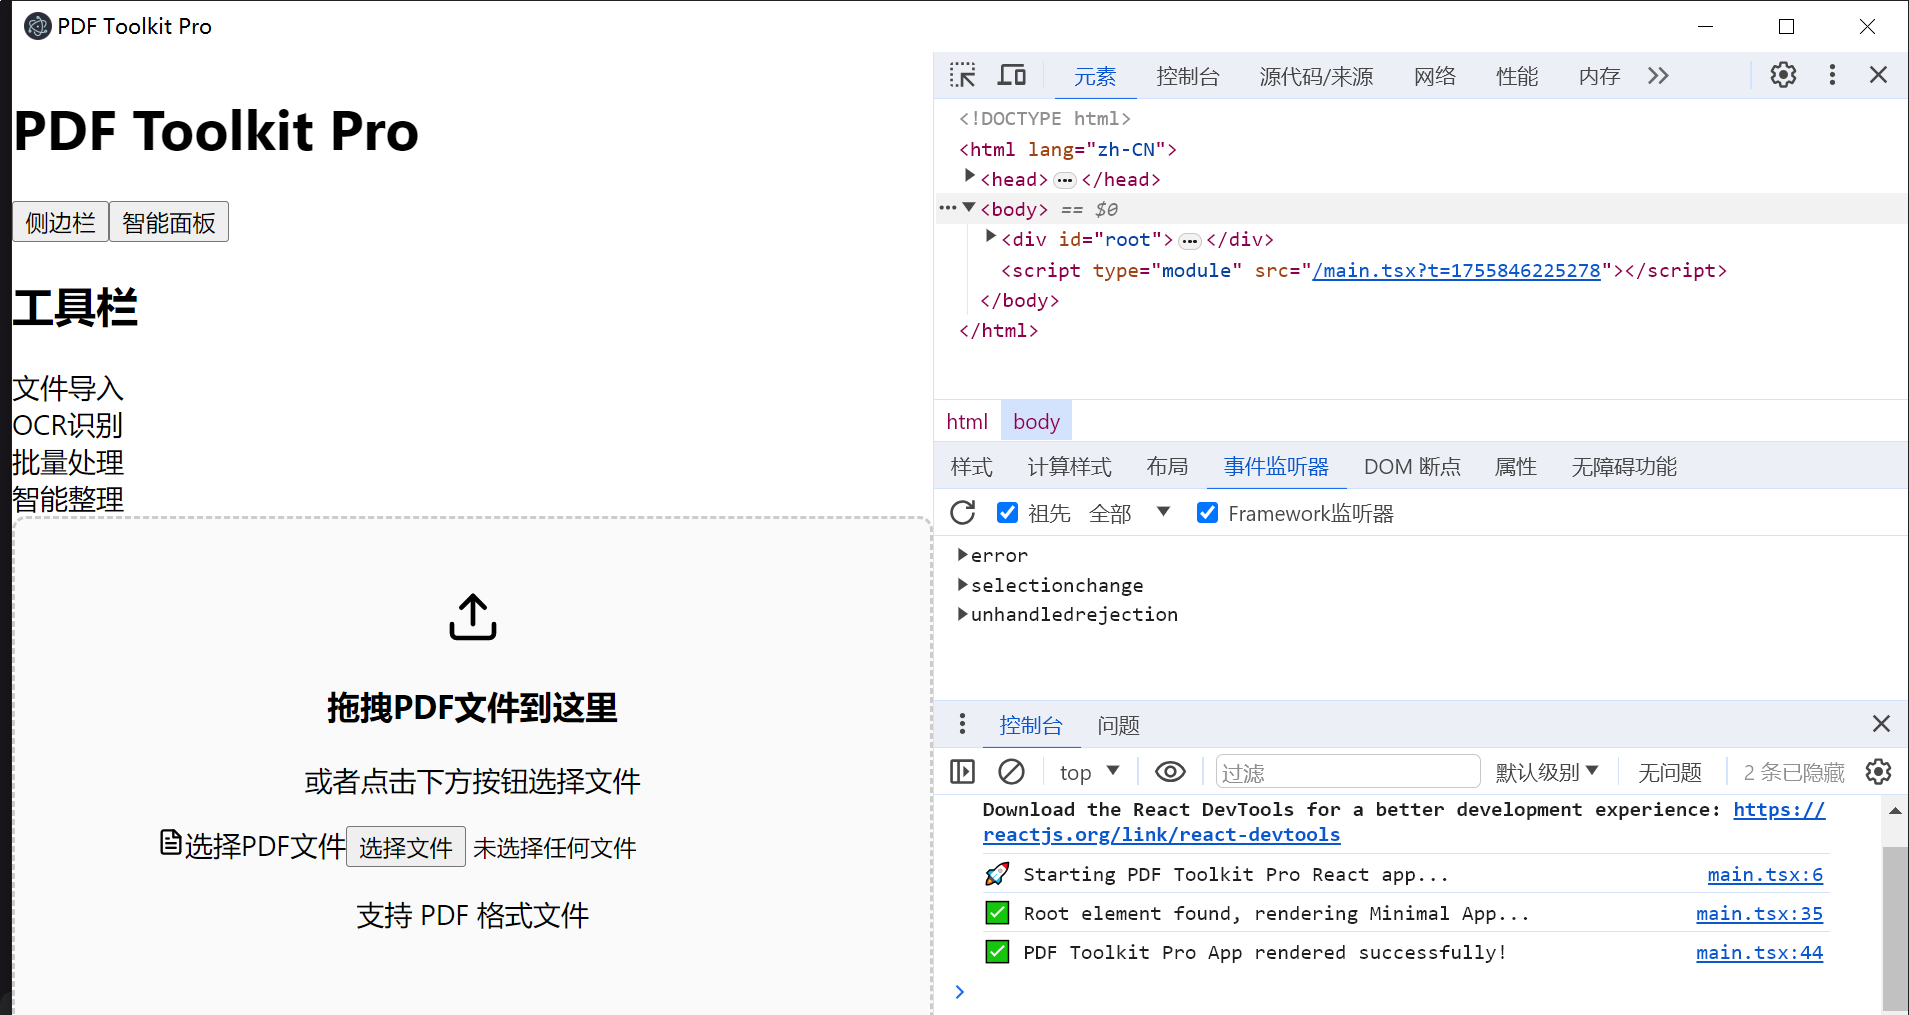 PDF Toolkit Pro
PDF Toolkit Pro
侧边栏 智能面板
工具栏
文件导入
OCR识别
批量处理
智能整理
拖拽PDF文件到这里
或者点击下方按钮选择文件
选择PDF文件 选择文件 未选择任何文件
支持 PDF 格式文件
元素 控制台 源代码/来源 网络 性能 内存
<!DOCTYPE html>
<html lang="zh-CN">
<head> ••• </head>
••• <body> == $0
<div id="root"> ••• </div>
<script type="module" src="/main.tsx?t=1755846225278"></script>
</body>
</html>
html body
样式 计算样式 布局 事件监听器 DOM 断点 属性 无障碍功能
祖先 全部 Framework监听器
error
selectionchange
unhandledrejection
控制台 问题
top 过滤 默认级别 无问题 2 条已隐藏
Download the React DevTools for a better development experience: https://
reactjs.org/link/react-devtools
🚀 Starting PDF Toolkit Pro React app... main.tsx:6
✅ Root element found, rendering Minimal App... main.tsx:35
✅ PDF Toolkit Pro App rendered successfully! main.tsx:44